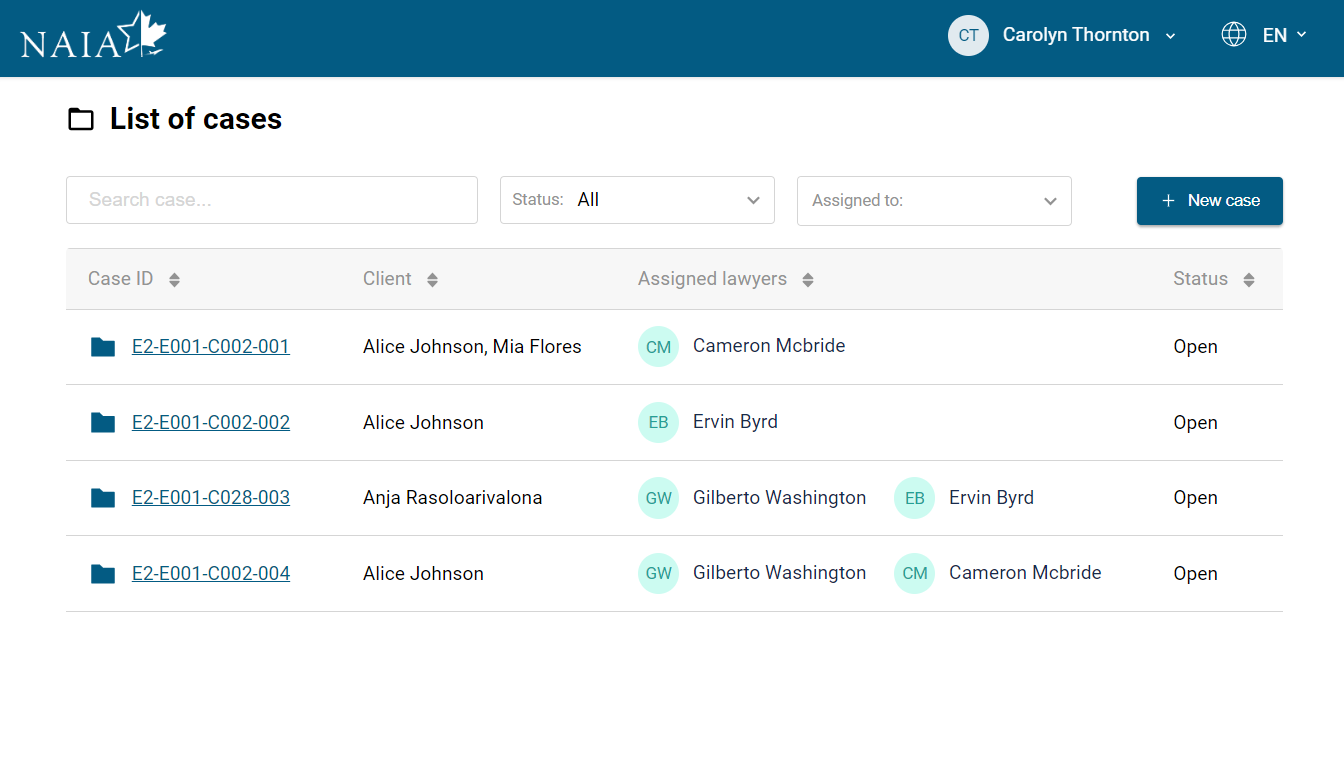 NAIA
CT Carolyn Thornton EN
List of cases
Search case... Status: All Assigned to: + New case
Case ID Client Assigned lawyers Status
E2-E001-C002-001 Alice Johnson, Mia Flores CM Cameron Mcbride Open
E2-E001-C002-002 Alice Johnson EB Ervin Byrd Open
E2-E001-C028-003 Anja Rasoloarivalona GW Gilberto Washington EB Ervin Byrd Open
E2-E001-C002-004 Alice Johnson GW Gilberto Washington CM Cameron Mcbride Open